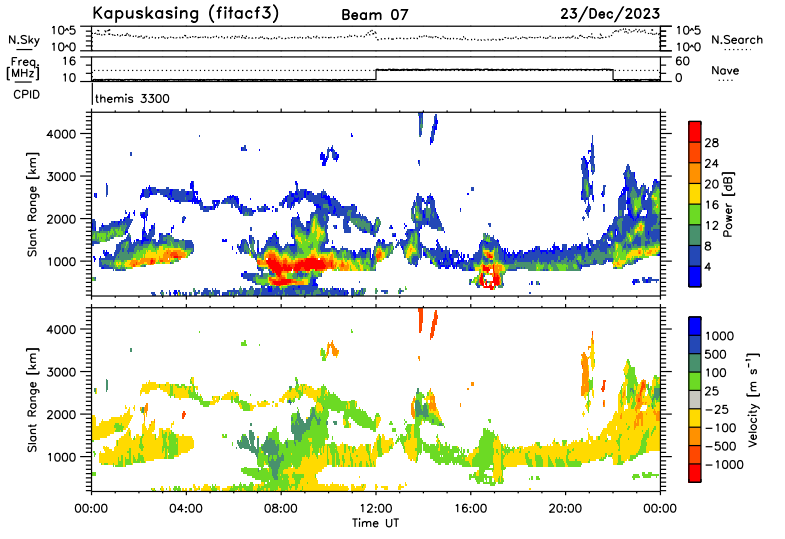 Kapuskasing (fitacf3) Beam 07 23/Dec/2023
N.Sky 10^5 10^0 10^5 10^0 N.Search
Freq. [MHz] 16 10 60 0 Nave
CPID themis 3300
Slant Range [km] 4000 3000 2000 1000
Power [dB] 28 24 20 16 12 8 4
Slant Range [km] 4000 3000 2000 1000
Velocity [m s⁻¹] 1000 500 100 25 −25 −100 −500 −1000
00:00 04:00 08:00 12:00 16:00 20:00 00:00
Time UT